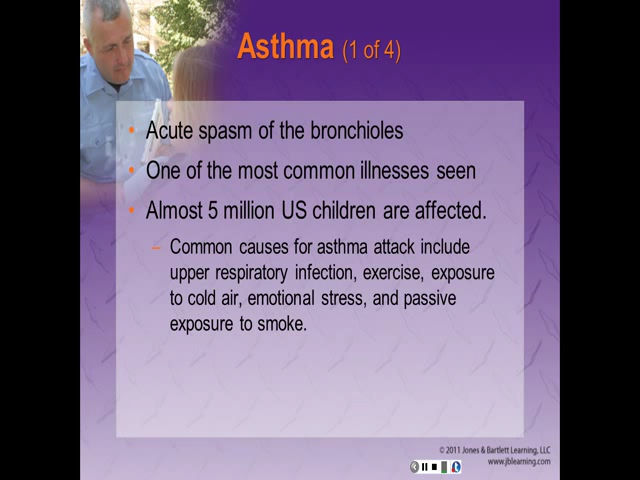 Asthma (1 of 4)
• Acute spasm of the bronchioles
• One of the most common illnesses seen
• Almost 5 million US children are affected.
– Common causes for asthma attack include
upper respiratory infection, exercise, exposure
to cold air, emotional stress, and passive
exposure to smoke.
© 2011 Jones & Bartlett Learning, LLC
www.jblearning.com